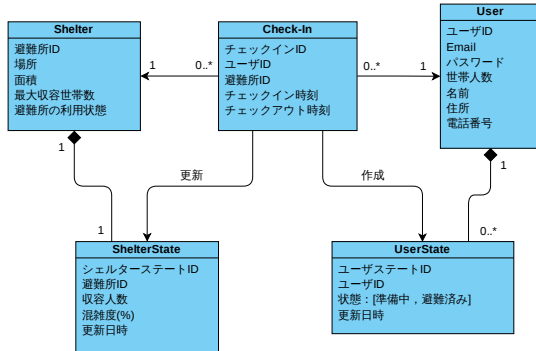 Shelter
避難所ID
場所
面積
最大収容世帯数
避難所の利用状態
1
0..*
Check-In
チェックインID
ユーザID
避難所ID
チェックイン時刻
チェックアウト時刻
0..*
1
User
ユーザID
Email
パスワード
世帯人数
名前
住所
電話番号
1
更新
作成
1
1
0..*
ShelterState
シェルターステートID
避難所ID
収容人数
混雑度(%)
更新日時
UserState
ユーザステートID
ユーザID
状態：[準備中，避難済み]
更新日時